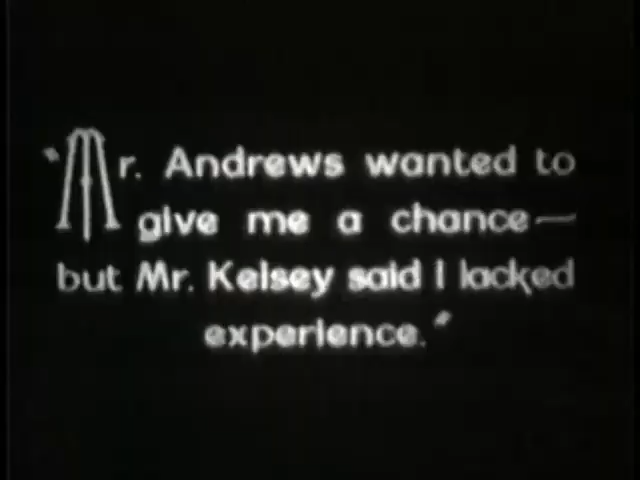 "Mr. Andrews wanted to
give me a chance—
but Mr. Kelsey said I lacked
experience."